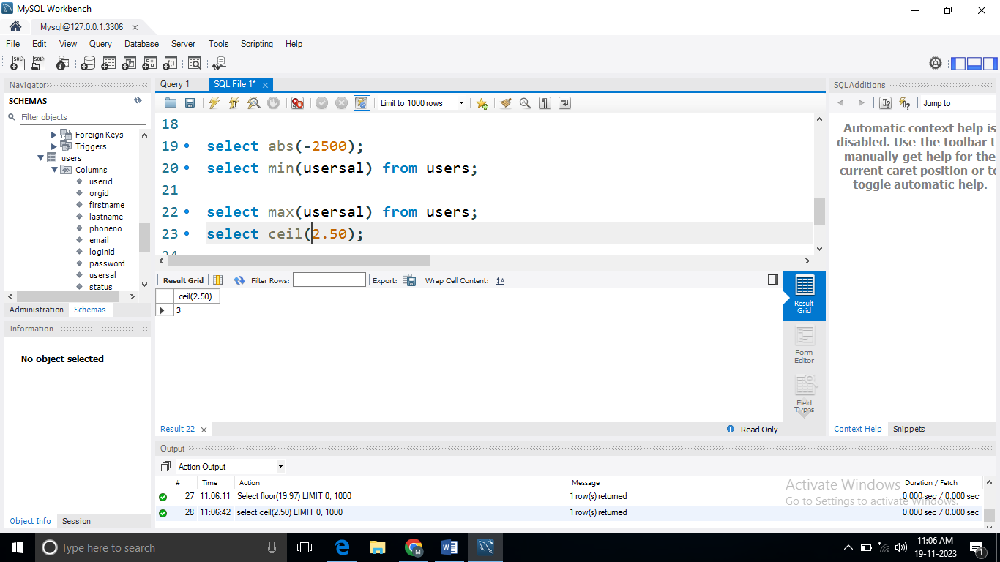 MySQL Workbench
Mysql@127.0.0.1:3306
File Edit View Query Database Server Tools Scripting Help
Navigator
SCHEMAS
Filter objects
Foreign Keys
Triggers
users
Columns
userid
orgid
firstname
lastname
phoneno
email
loginid
password
usersal
status
Administration Schemas
Information
No object selected
Object Info Session
Query 1 SQL File 1*
Limit to 1000 rows
18
19 select abs(-2500);
20 select min(usersal) from users;
21
22 select max(usersal) from users;
23 select ceil(2.50);
24
Result Grid Filter Rows: Export: Wrap Cell Content:
ceil(2.50)
3
Result Grid
Form Editor
Field Types
Result 22
Read Only
SQLAdditions
Jump to
Automatic context help is
disabled. Use the toolbar t
manually get help for the
current caret position or to
toggle automatic help.
Context Help Snippets
Output
Action Output
# Time Action Message Duration / Fetch
27 11:06:11 Select floor(19.97) LIMIT 0, 1000 1 row(s) returned 0.000 sec / 0.000 sec
28 11:06:42 select ceil(2.50) LIMIT 0, 1000 1 row(s) returned 0.000 sec / 0.000 sec
Activate Windows
Go to Settings to activate Windows.
Type here to search
11:06 AM
19-11-2023
1